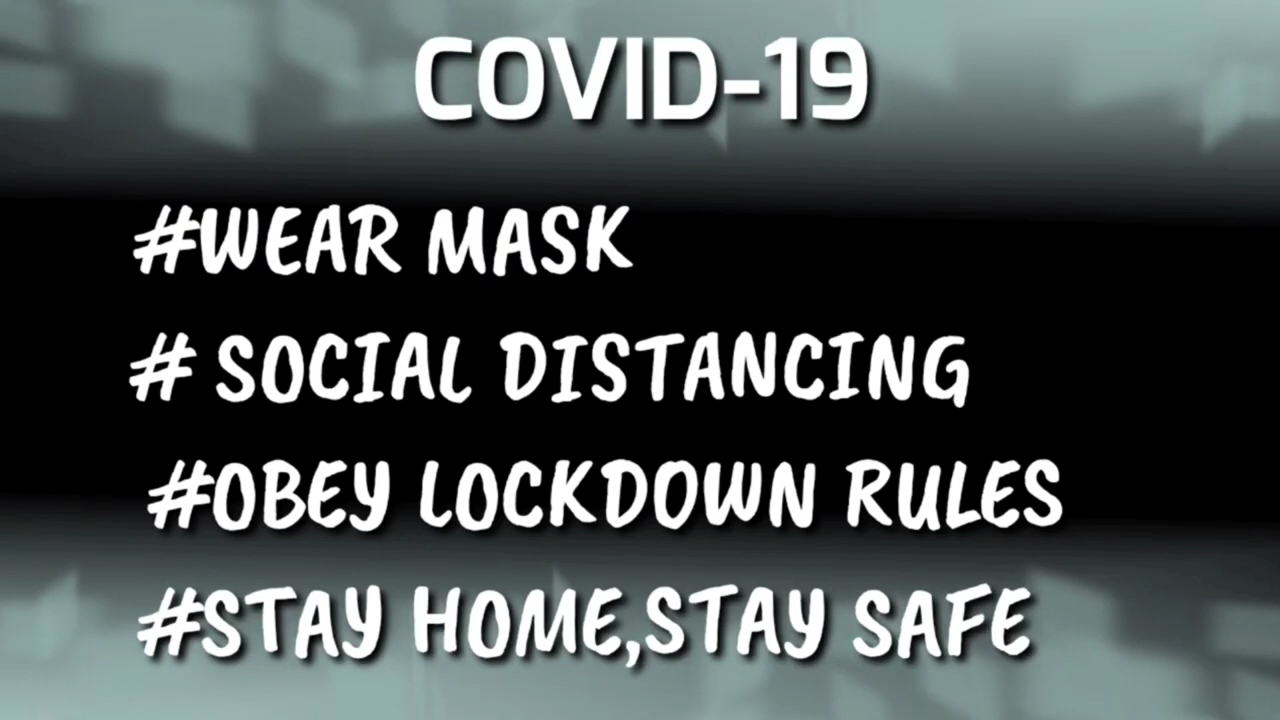 COVID-19
#WEAR MASK
# SOCIAL DISTANCING
#OBEY LOCKDOWN RULES
#STAY HOME,STAY SAFE